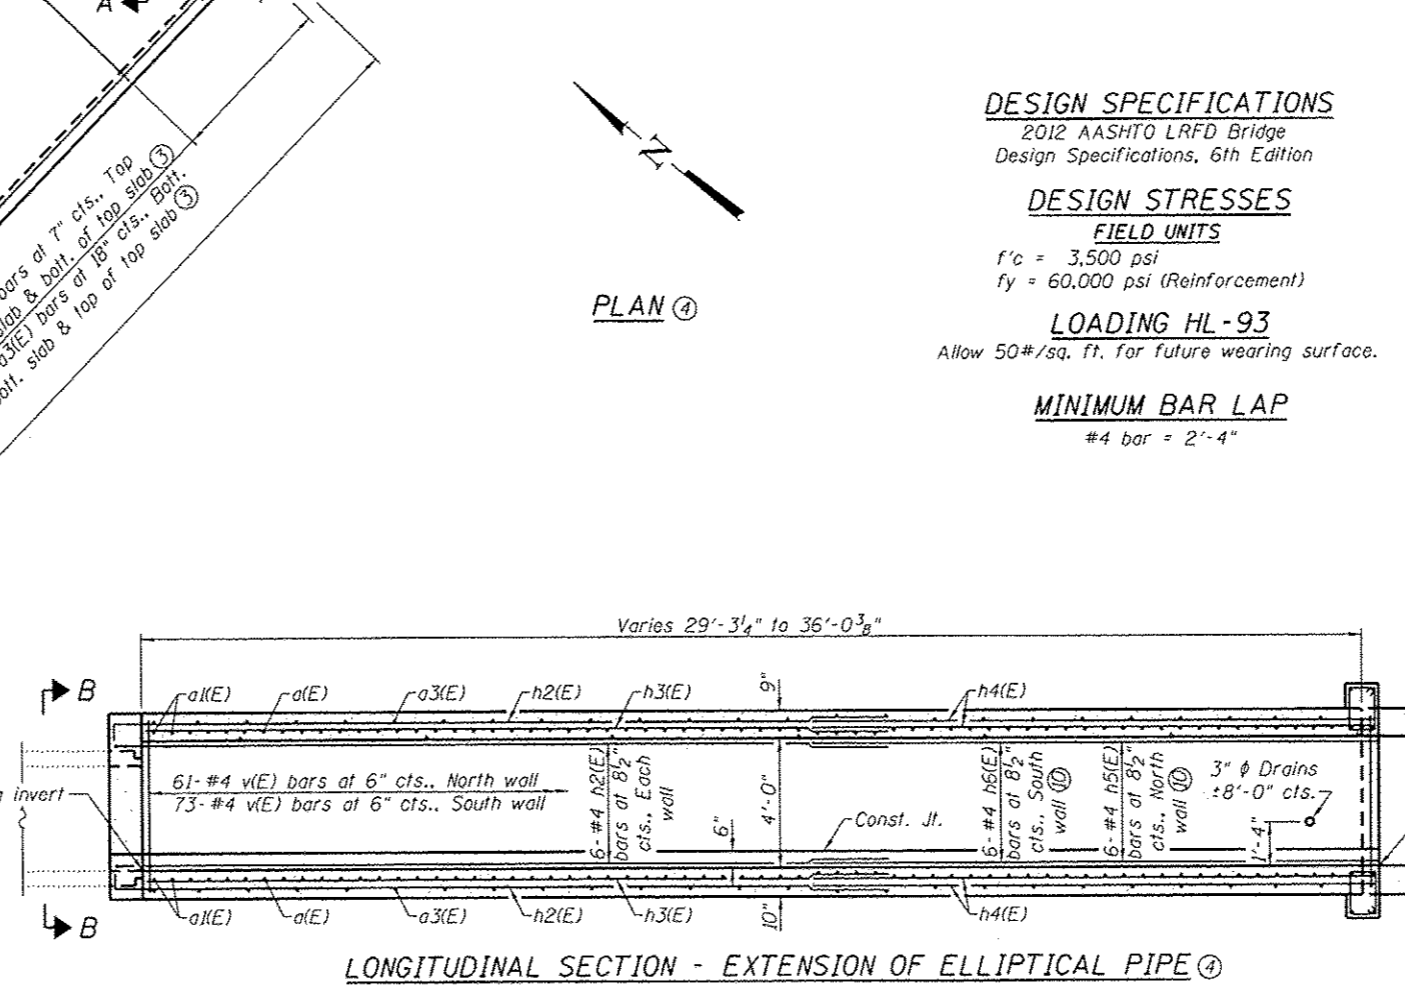 A
bars at 7" cts., Top
slab & bott. of top slab ③
a3(E) bars at 18" cts., Bott.
bott. slab & top of top slab ③
N
PLAN ④
DESIGN SPECIFICATIONS
2012 AASHTO LRFD Bridge
Design Specifications, 6th Edition
DESIGN STRESSES
FIELD UNITS
f'c = 3,500 psi
fy = 60,000 psi (Reinforcement)
LOADING HL-93
Allow 50#/sq. ft. for future wearing surface.
MINIMUM BAR LAP
#4 bar = 2'-4"
Varies 29'-3¼" to 36'-0⅜"
B
a1(E)
a(E)
a3(E)
h2(E)
h3(E)
9"
h4(E)
61- #4 v(E) bars at 6" cts., North wall
73- #4 v(E) bars at 6" cts., South wall
invert
6- #4 h2(E)
bars at 8½"
cts., Each
wall
6"
4'-0"
Const. Jt.
6- #4 h6(E)
bars at 8½"
cts., South
wall ⑩
6- #4 h5(E)
bars at 8½"
cts., North
wall ⑩
3" φ Drains
±8'-0" cts.
1'-4"
B
a1(E)
a(E)
a3(E)
h2(E)
h3(E)
10"
h4(E)
LONGITUDINAL SECTION - EXTENSION OF ELLIPTICAL PIPE ④